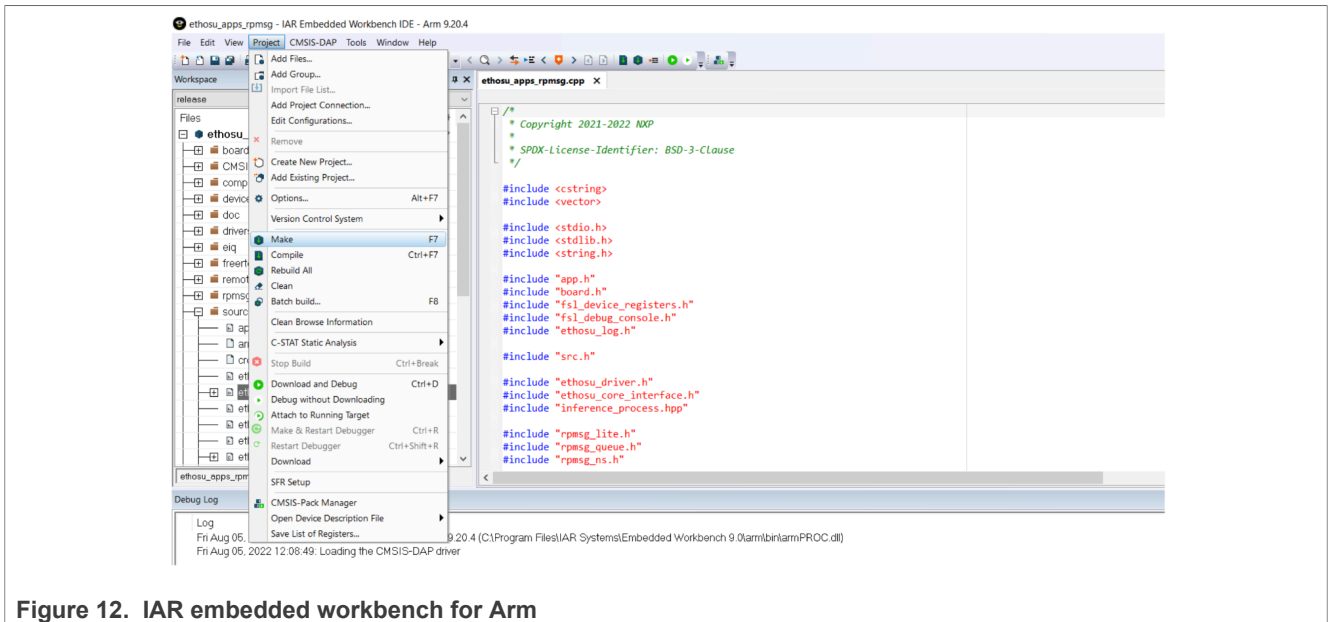 ethosu_apps_rpmsg - IAR Embedded Workbench IDE - Arm 9.20.4
File Edit View Project CMSIS-DAP Tools Window Help
Workspace
release
Files
ethosu_
board
CMSI
comp
device
doc
driver
eiq
freert
remot
rpmsg
sourc
ap
ar
cr
et
et
et
et
et
et
ethosu_apps_rpm
Add Files...
Add Group...
Import File List...
Add Project Connection...
Edit Configurations...
Remove
Create New Project...
Add Existing Project...
Options... Alt+F7
Version Control System
Make F7
Compile Ctrl+F7
Rebuild All
Clean
Batch build... F8
Clean Browse Information
C-STAT Static Analysis
Stop Build Ctrl+Break
Download and Debug Ctrl+D
Debug without Downloading
Attach to Running Target
Make & Restart Debugger Ctrl+R
Restart Debugger Ctrl+Shift+R
Download
SFR Setup
CMSIS-Pack Manager
Open Device Description File
Save List of Registers...
ethosu_apps_rpmsg.cpp X
/*
* Copyright 2021-2022 NXP
*
* SPDX-License-Identifier: BSD-3-Clause
*/
#include <cstring>
#include <vector>
#include <stdio.h>
#include <stdlib.h>
#include <string.h>
#include "app.h"
#include "board.h"
#include "fsl_device_registers.h"
#include "fsl_debug_console.h"
#include "ethosu_log.h"
#include "src.h"
#include "ethosu_driver.h"
#include "ethosu_core_interface.h"
#include "inference_process.hpp"
#include "rpmsg_lite.h"
#include "rpmsg_queue.h"
#include "rpmsg_ns.h"
Debug Log
Log
Fri Aug 05, 9.20.4 (C:\Program Files\IAR Systems\Embedded Workbench 9.0\arm\bin\armPROC.dll)
Fri Aug 05, 2022 12:08:49: Loading the CMSIS-DAP driver
Figure 12. IAR embedded workbench for Arm